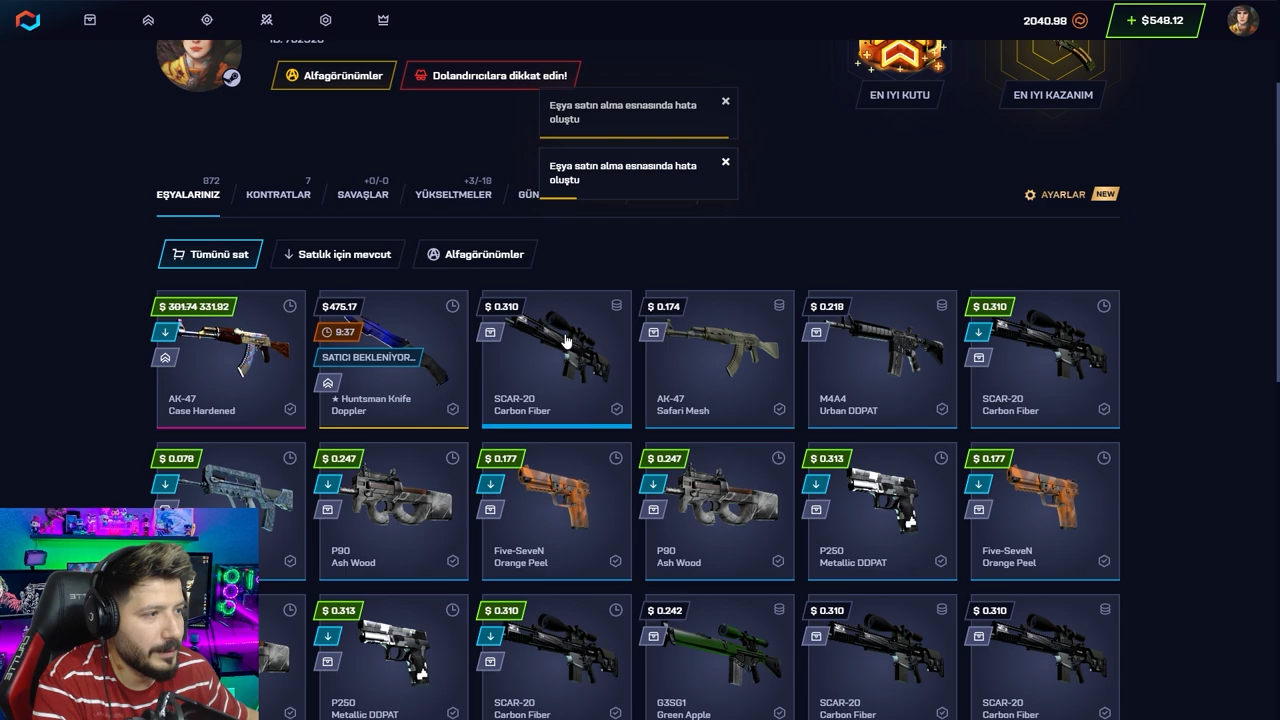 2040.98
+ $548.12
Alfagörünümler
Dolandırıcılara dikkat edin!
EN IYI KUTU
EN IYI KAZANIM
Eşya satın alma esnasında hata
oluştu
Eşya satın alma esnasında hata
oluştu
872
EŞYALARINIZ
7
KONTRATLAR
+0/-0
SAVAŞLAR
+3/-18
YÜKSELTMELER
GÜN
AYARLAR
NEW
Tümünü sat
Satılık için mevcut
Alfagörünümler
$ 301.74 331.92
AK-47
Case Hardened
$475.17
9:37
SATICI BEKLENİYOR...
★ Huntsman Knife
Doppler
$ 0.310
SCAR-20
Carbon Fiber
$ 0.174
AK-47
Safari Mesh
$ 0.218
M4A4
Urban DDPAT
$ 0.310
SCAR-20
Carbon Fiber
$ 0.078
$ 0.247
P90
Ash Wood
$ 0.177
Five-SeveN
Orange Peel
$ 0.247
P90
Ash Wood
$ 0.313
P250
Metallic DDPAT
$ 0.177
Five-SeveN
Orange Peel
$ 0.313
P250
Metallic DDPAT
$ 0.310
SCAR-20
Carbon Fiber
$ 0.242
G3SG1
Green Apple
$ 0.310
SCAR-20
Carbon Fiber
$ 0.310
SCAR-20
Carbon Fiber